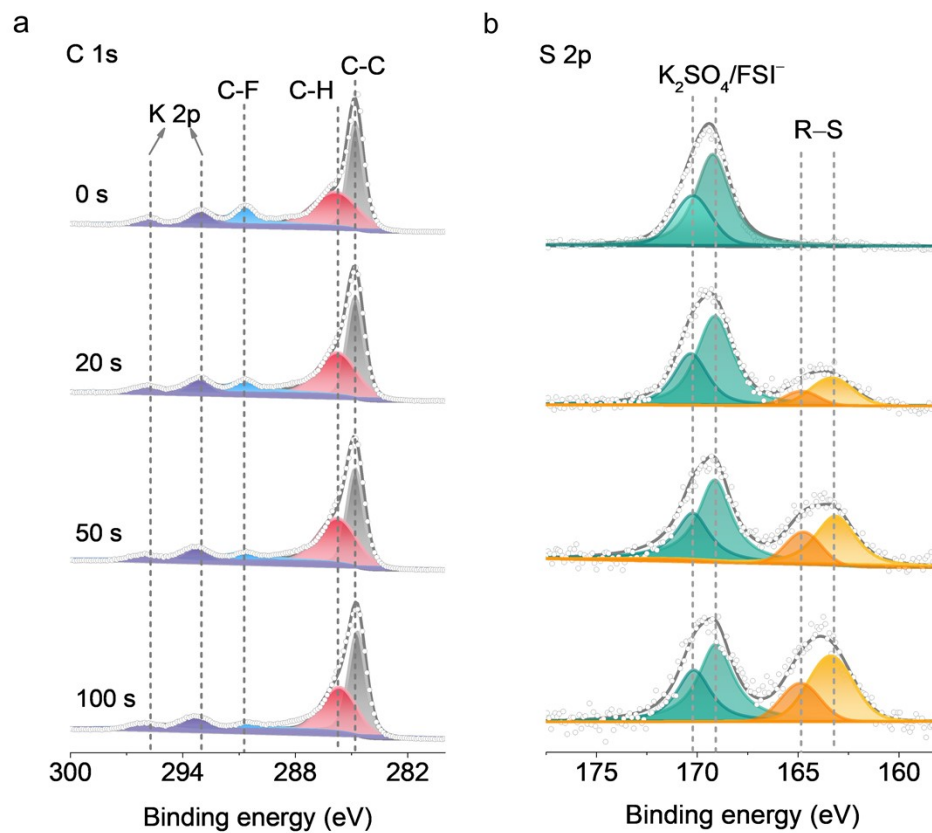 a
C 1s
C-C
C-F
C-H
K 2p
0 s
20 s
50 s
100 s
300
294
288
282
Binding energy (eV)
b
S 2p
K₂SO₄/FSI⁻
R–S
175
170
165
160
Binding energy (eV)